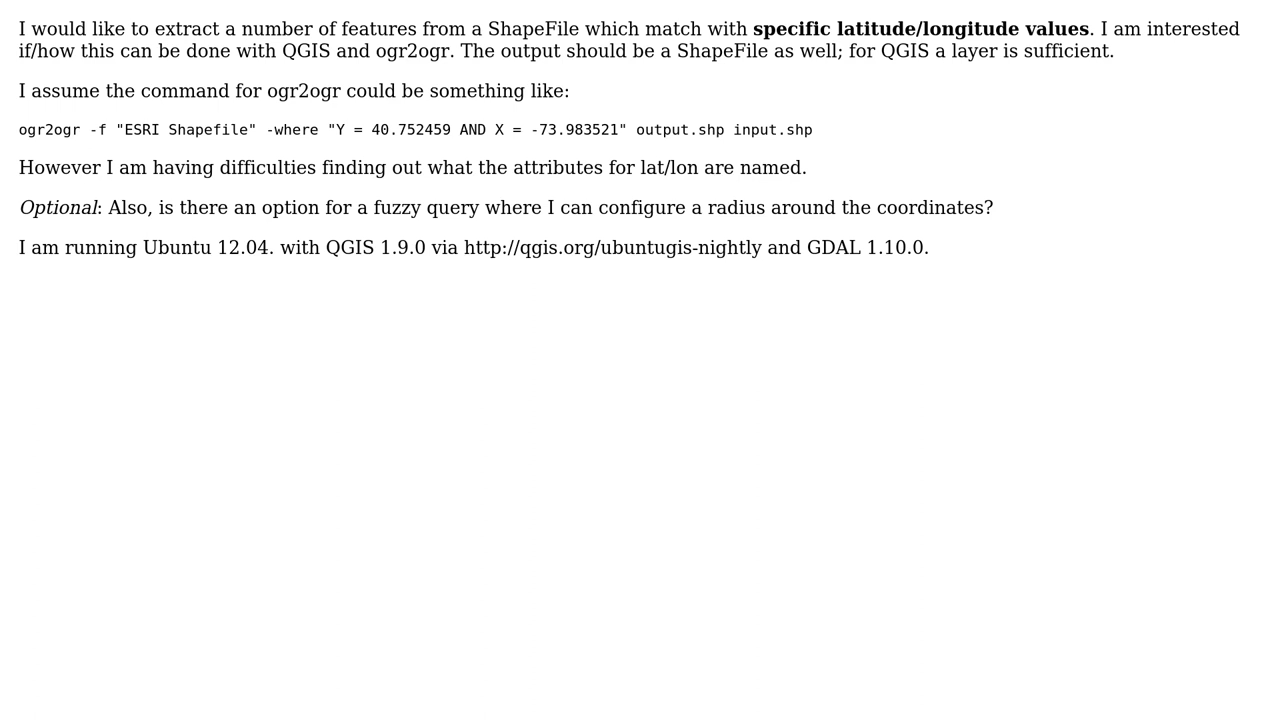 I would like to extract a number of features from a ShapeFile which match with specific latitude/longitude values. I am interested
if/how this can be done with QGIS and ogr2ogr. The output should be a ShapeFile as well; for QGIS a layer is sufficient.
I assume the command for ogr2ogr could be something like:
ogr2ogr -f "ESRI Shapefile" -where "Y = 40.752459 AND X = -73.983521" output.shp input.shp
However I am having difficulties finding out what the attributes for lat/lon are named.
Optional: Also, is there an option for a fuzzy query where I can configure a radius around the coordinates?
I am running Ubuntu 12.04. with QGIS 1.9.0 via http://qgis.org/ubuntugis-nightly and GDAL 1.10.0.